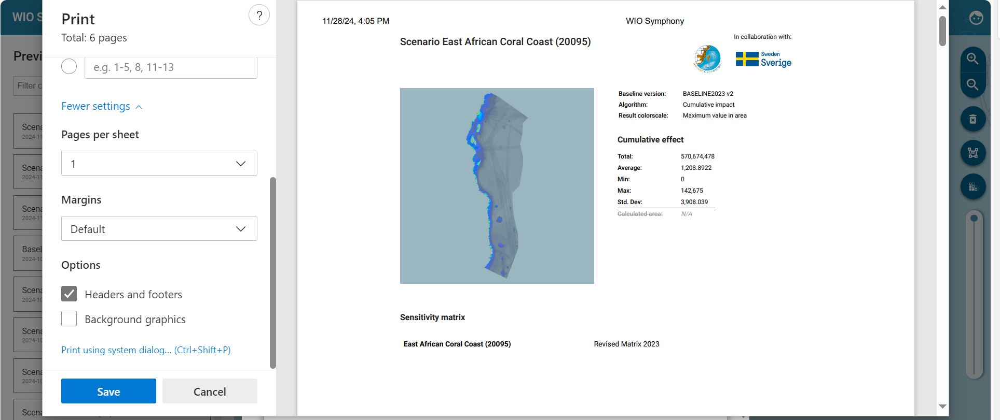 WIO S
Previ
Filter c
Scena
2024-11
Scena
2024-11
Scena
2024-11
Basel
2024-10
Scena
2024-10
Scena
2024-10
Scena
2024-10
Scena
Print
?
Total: 6 pages
e.g. 1-5, 8, 11-13
Fewer settings
Pages per sheet
1
Margins
Default
Options
Headers and footers
Background graphics
Print using system dialog... (Ctrl+Shift+P)
Save
Cancel
11/28/24, 4:05 PM
WIO Symphony
Scenario East African Coral Coast (20095)
In collaboration with:
Nairobi Convention
Sweden
Sverige
Baseline version: BASELINE2023-v2
Algorithm: Cumulative impact
Result colorscale: Maximum value in area
Cumulative effect
Total: 570,674,478
Average: 1,208.8922
Min: 0
Max: 142,675
Std. Dev: 3,908.039
Calculated area: N/A
Sensitivity matrix
East African Coral Coast (20095) Revised Matrix 2023